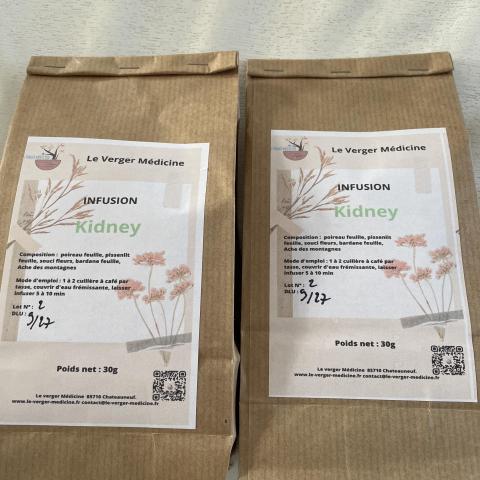 Le Verger Médicine
INFUSION
Kidney
Composition : poireau feuille, pissenlit
feuille, souci fleurs, bardane feuille,
Ache des montagnes
Mode d'emploi : 1 à 2 cuillère à café par
tasse, couvrir d'eau frémissante, laisser
infuser 5 à 10 min
Lot N° : 2
DLU : 9/27
Poids net : 30g
Le verger Médicine 85710 Chateauneuf.
www.le-verger-medicine.fr contact@le-verger-medicine.fr
Le Verger Médicine
INFUSION
Kidney
Composition : poireau feuille, pissenlit
feuille, souci fleurs, bardane feuille,
Ache des montagnes
Mode d'emploi : 1 à 2 cuillère à café par
tasse, couvrir d'eau frémissante, laisser
infuser 5 à 10 min
Lot N° : 2
DLU : 9/27
Poids net : 30g
Le verger Médicine 85710 Chateauneuf.
www.le-verger-medicine.fr contact@le-verger-medicine.fr